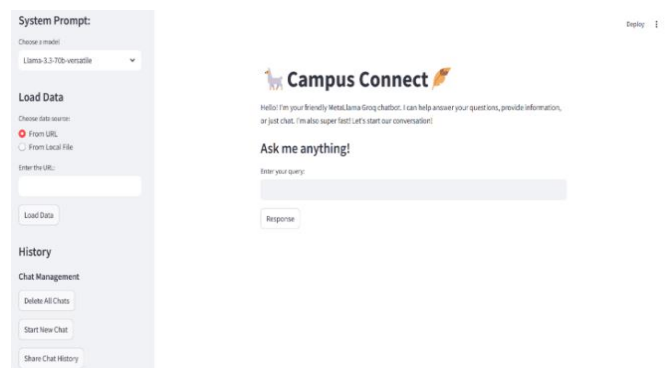 System Prompt:
Choose a model
Llama-3.3-70b-versatile
Load Data
Choose data source:
From URL
From Local File
Enter the URL:
Load Data
History
Chat Management
Delete All Chats
Start New Chat
Share Chat History
Deploy
Campus Connect
Hello! I'm your friendly MetaLlama Groq chatbot. I can help answer your questions, provide information,
or just chat. I'm also super fast! Let's start our conversation!
Ask me anything!
Enter your query:
Response